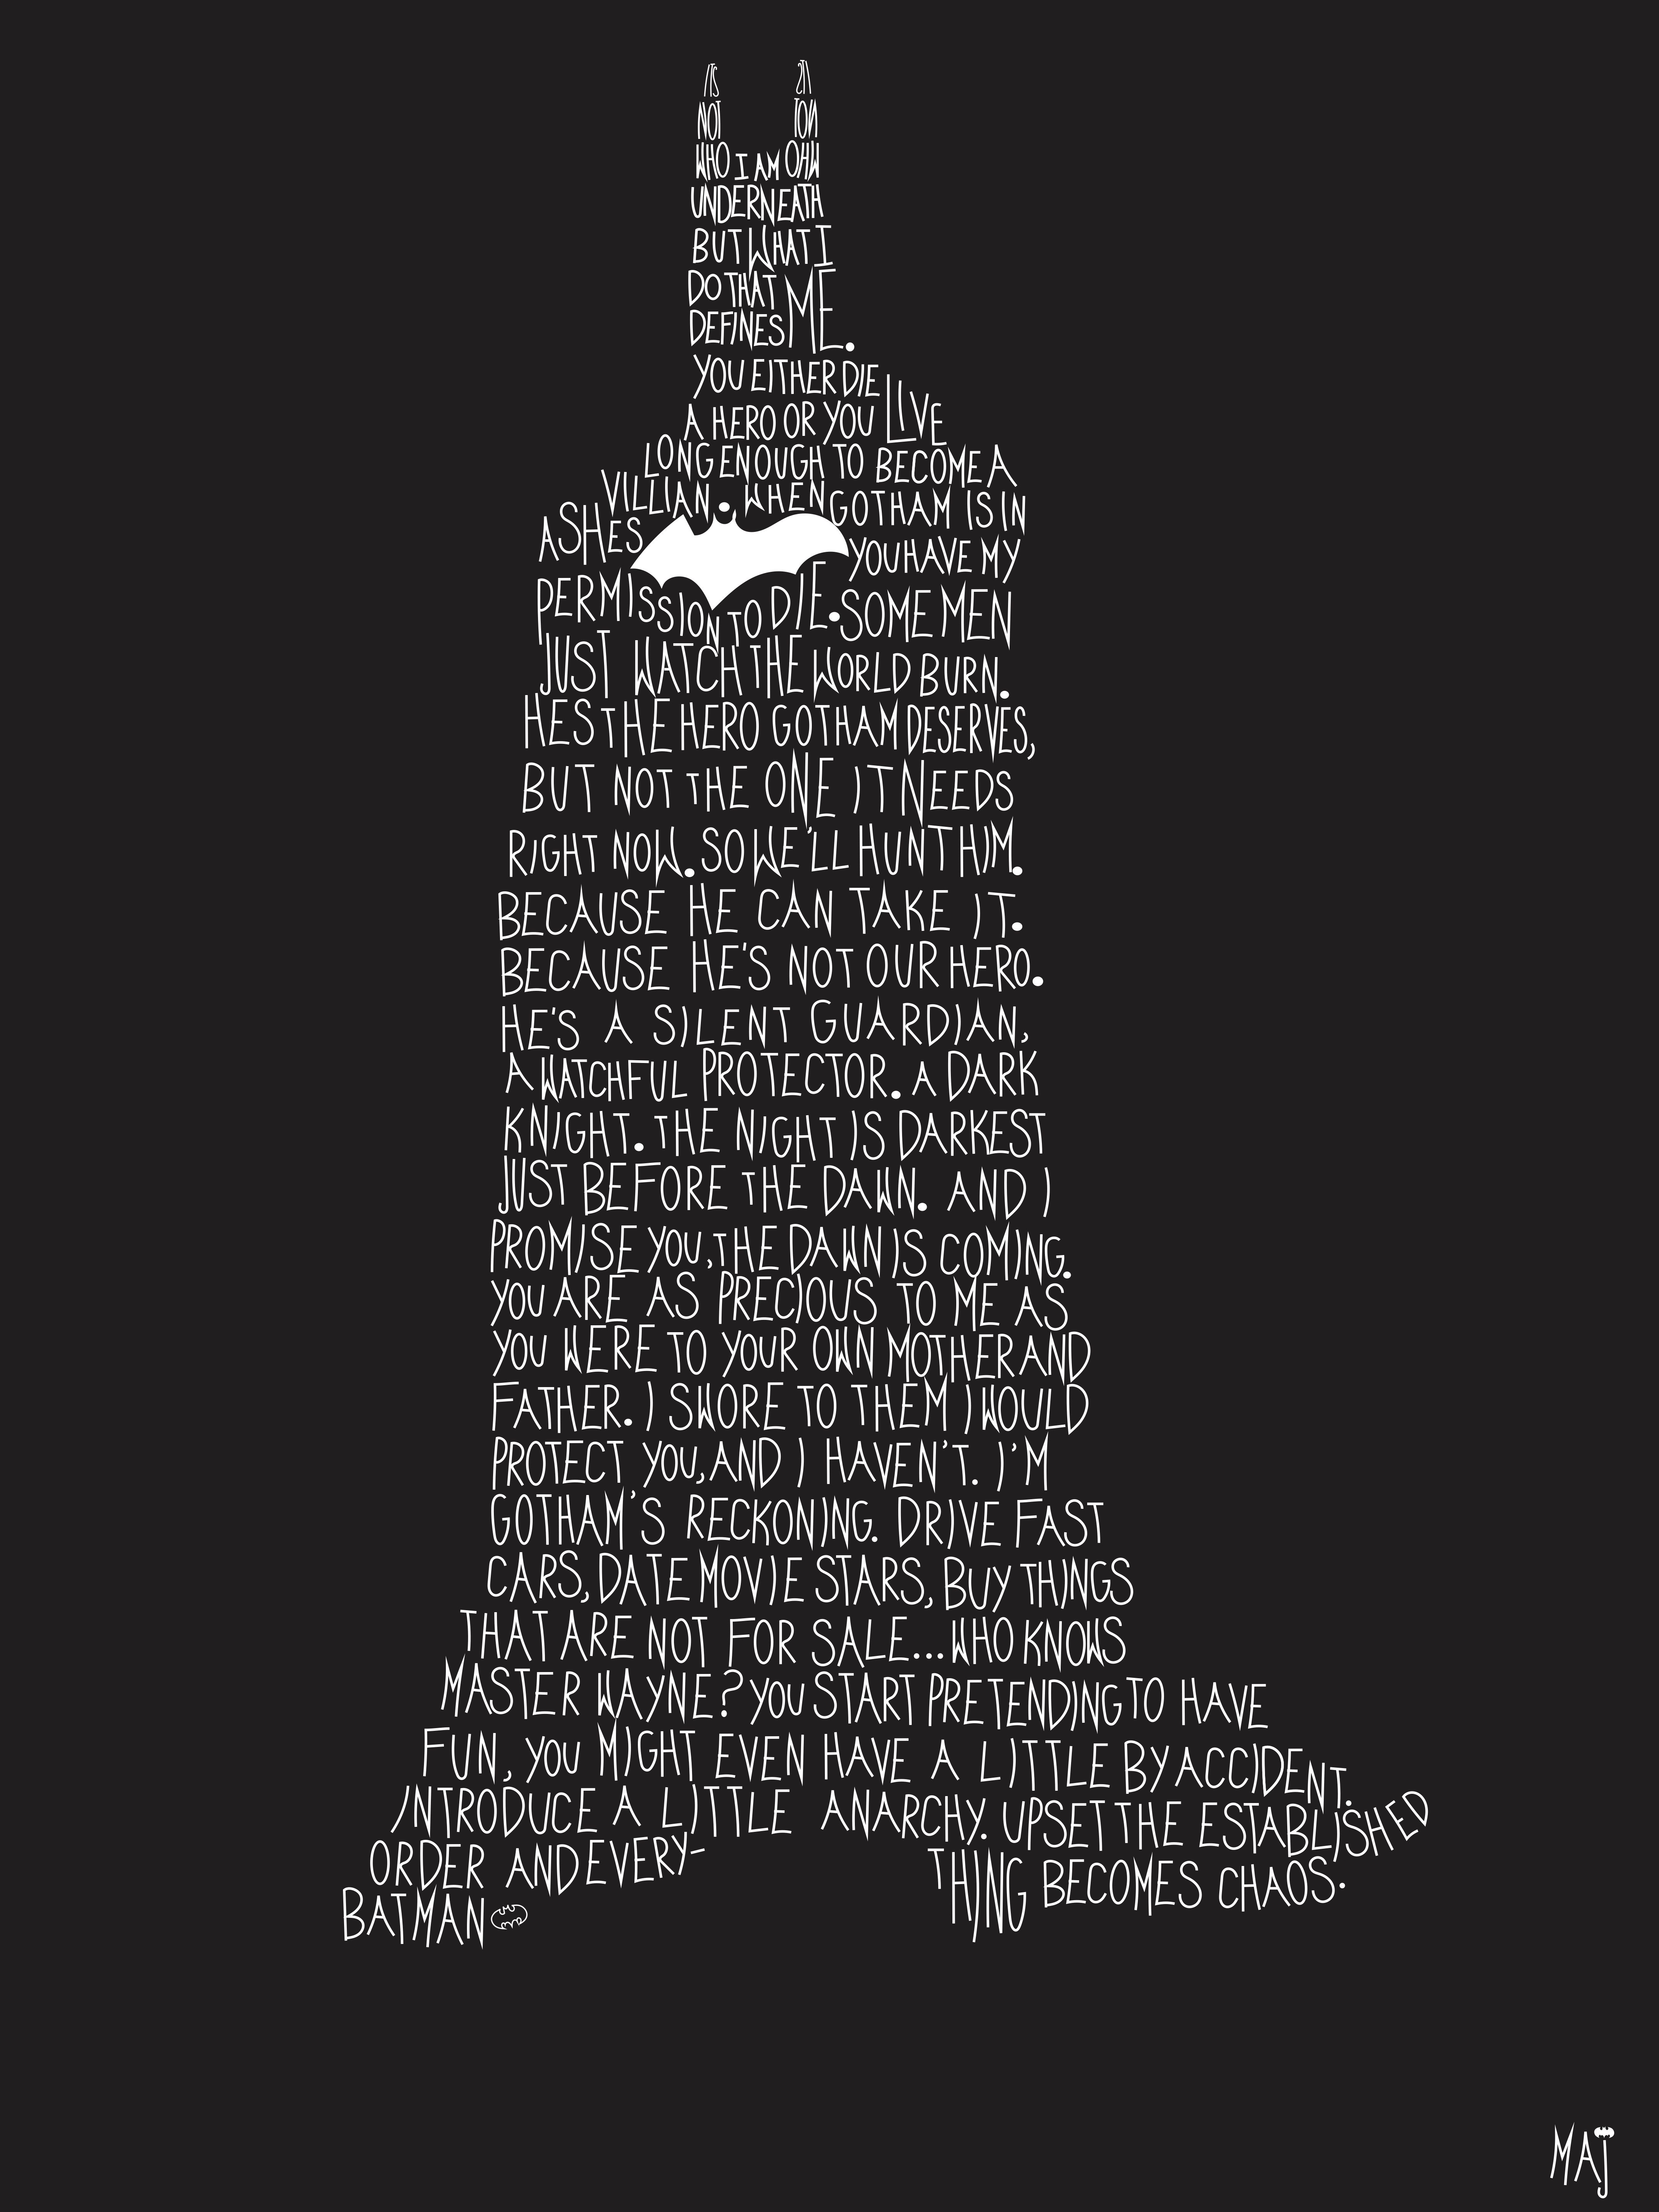 ITS STI
NOT TON
WHO I AM OHW
UNDERNEATH
BUT WHAT I
DO THAT
DEFINES ME.
YOU EITHER DIE
A HERO OR YOU LIVE
LONG ENOUGH TO BECOME A
VILLIAN. WHEN GOTHAM IS IN
ASHES YOU HAVE MY
PERMISSION TO DIE. SOME MEN
JUST WATCH THE WORLD BURN.
HES THE HERO GOTHAM DESERVES,
BUT NOT THE ONE IT NEEDS
RIGHT NOW. SO WE'LL HUNT HIM.
BECAUSE HE CAN TAKE IT.
BECAUSE HE'S NOT OUR HERO.
HE'S A SILENT GUARDIAN,
A WATCHFUL PROTECTOR. A DARK
KNIGHT. THE NIGHT IS DARKEST
JUST BEFORE THE DAWN. AND I
PROMISE YOU, THE DAWN IS COMING.
YOU ARE AS PRECIOUS TO ME AS
YOU WERE TO YOUR OWN MOTHER AND
FATHER. I SWORE TO THEM I WOULD
PROTECT YOU, AND I HAVEN'T. I'M
GOTHAM'S RECKONING. DRIVE FAST
CARS, DATE MOVIE STARS, BUY THINGS
THAT ARE NOT FOR SALE...WHO KNOWS
MASTER WAYNE? YOU START PRETENDING TO HAVE
FUN, YOU MIGHT EVEN HAVE A LITTLE BY ACCIDENT.
INTRODUCE A LITTLE ANARCHY. UPSET THE ESTABLISHED
ORDER AND EVERY-
THING BECOMES CHAOS.
BATMAN
MAJ